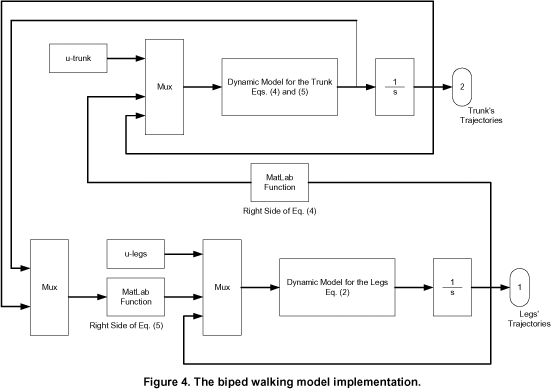 u-trunk
Mux
Dynamic Model for the Trunk
Eqs. (4) and (5)
1
s
2
Trunk's
Trajectories
MatLab
Function
Right Side of Eq. (4)
u-legs
Mux
MatLab
Function
Right Side of Eq. (5)
Mux
Dynamic Model for the Legs
Eq. (2)
1
s
1
Legs'
Trajectories
Figure 4. The biped walking model implementation.